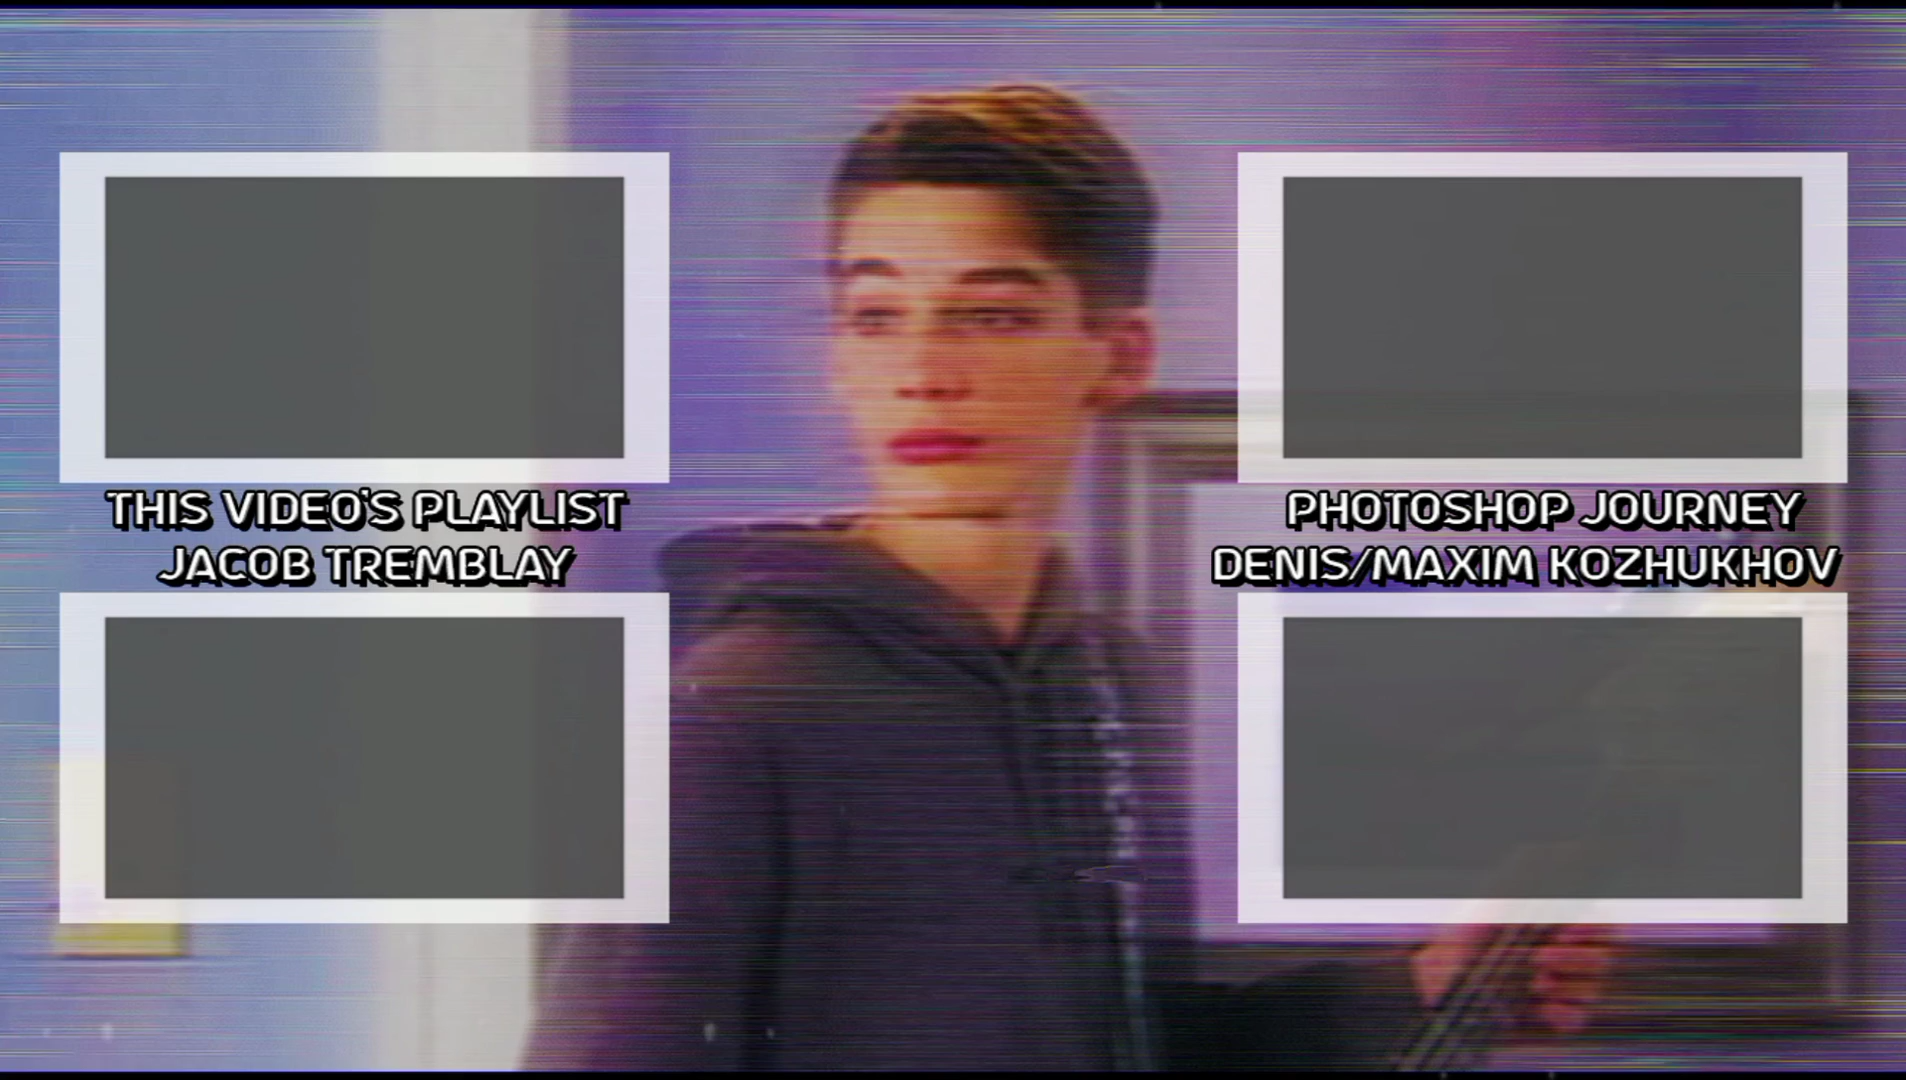 THIS VIDEO'S PLAYLIST
JACOB TREMBLAY
PHOTOSHOP JOURNEY
DENIS/MAXIM KOZHUKHOV